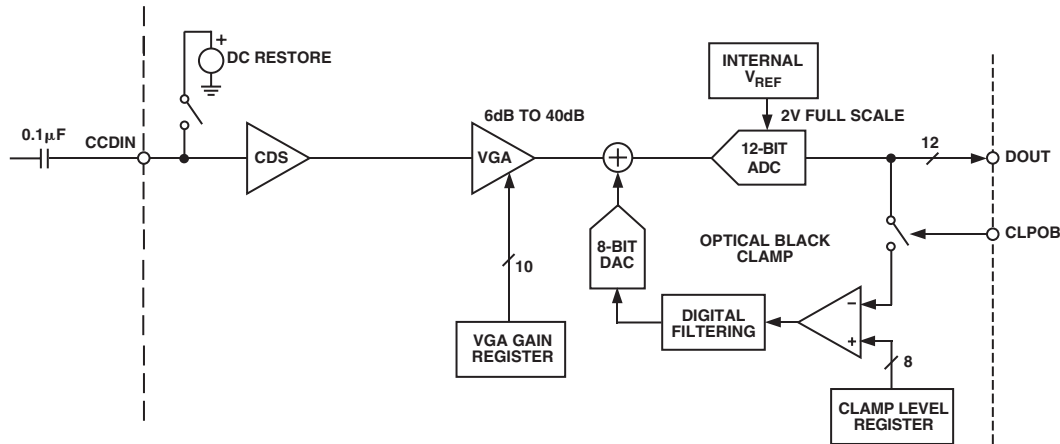 +
DC RESTORE
INTERNAL
VREF
0.1μF
CCDIN
6dB TO 40dB
2V FULL SCALE
CDS
VGA
+
12-BIT
ADC
12
DOUT
8-BIT
DAC
OPTICAL BLACK
CLAMP
CLPOB
10
–
+
DIGITAL
FILTERING
VGA GAIN
REGISTER
8
CLAMP LEVEL
REGISTER